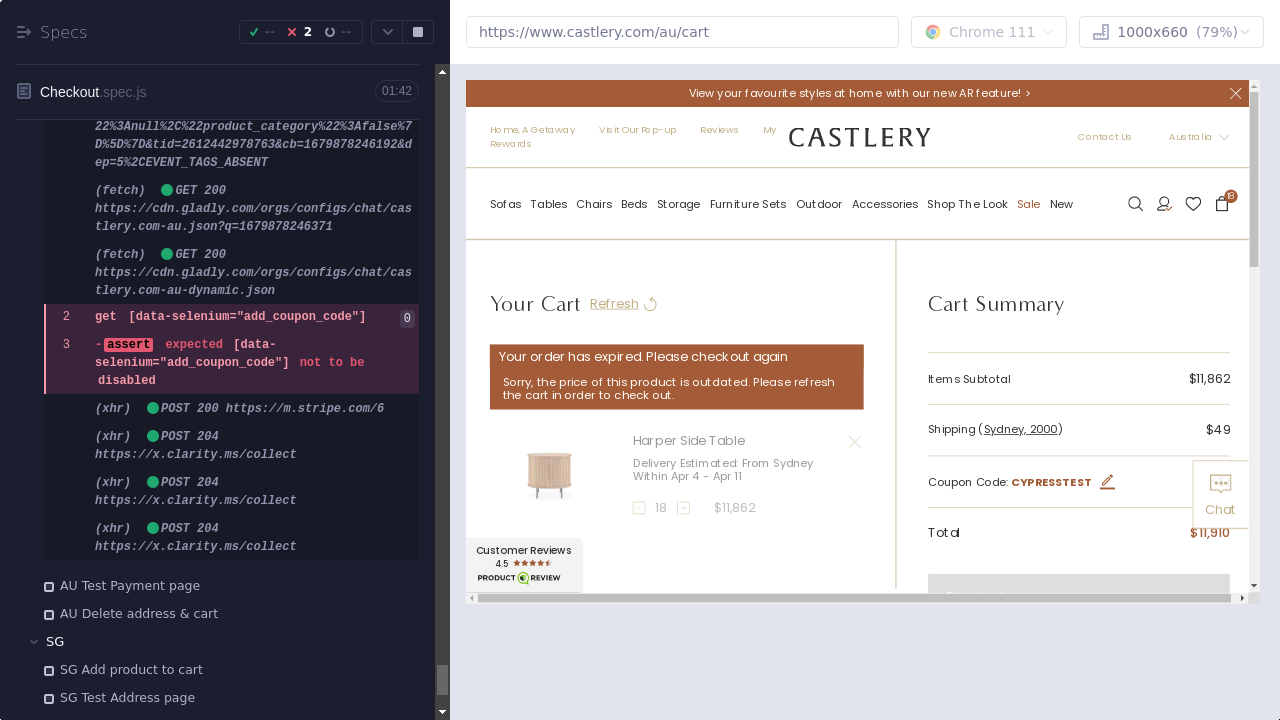 Specs
--
2
--
https://www.castlery.com/au/cart
Chrome 111
1000x660 (79%)
Checkout.spec.js
01:42
22%3Anull%2C%22product_category%22%3Afalse%7
D%5D%7D&tid=2612442978763&cb=1679878246192&d
ep=5%2CEVENT_TAGS_ABSENT
(fetch) GET 200
https://cdn.gladly.com/orgs/configs/chat/cas
tlery.com-au.json?q=1679878246371
(fetch) GET 200
https://cdn.gladly.com/orgs/configs/chat/cas
tlery.com-au-dynamic.json
2 get [data-selenium="add_coupon_code"] 0
3 -assert expected [data-
selenium="add_coupon_code"] not to be
disabled
(xhr) POST 200 https://m.stripe.com/6
(xhr) POST 204
https://x.clarity.ms/collect
(xhr) POST 204
https://x.clarity.ms/collect
(xhr) POST 204
https://x.clarity.ms/collect
AU Test Payment page
AU Delete address & cart
SG
SG Add product to cart
SG Test Address page
View your favourite styles at home with our new AR feature! >
Home, A Getaway Visit Our Pop-up Reviews My
Rewards
CASTLERY
Contact Us Australia
Sofas Tables Chairs Beds Storage Furniture Sets Outdoor Accessories Shop The Look Sale New
18
Your Cart Refresh
Your order has expired. Please checkout again
Sorry, the price of this product is outdated. Please refresh
the cart in order to check out.
Harper Side Table
Delivery Estimated: From Sydney
Within Apr 4 - Apr 11
18 $11,862
Customer Reviews
4.5
PRODUCT REVIEW
Cart Summary
Items Subtotal $11,862
Shipping (Sydney, 2000) $49
Coupon Code: CYPRESSTEST
Chat
Total $11,910